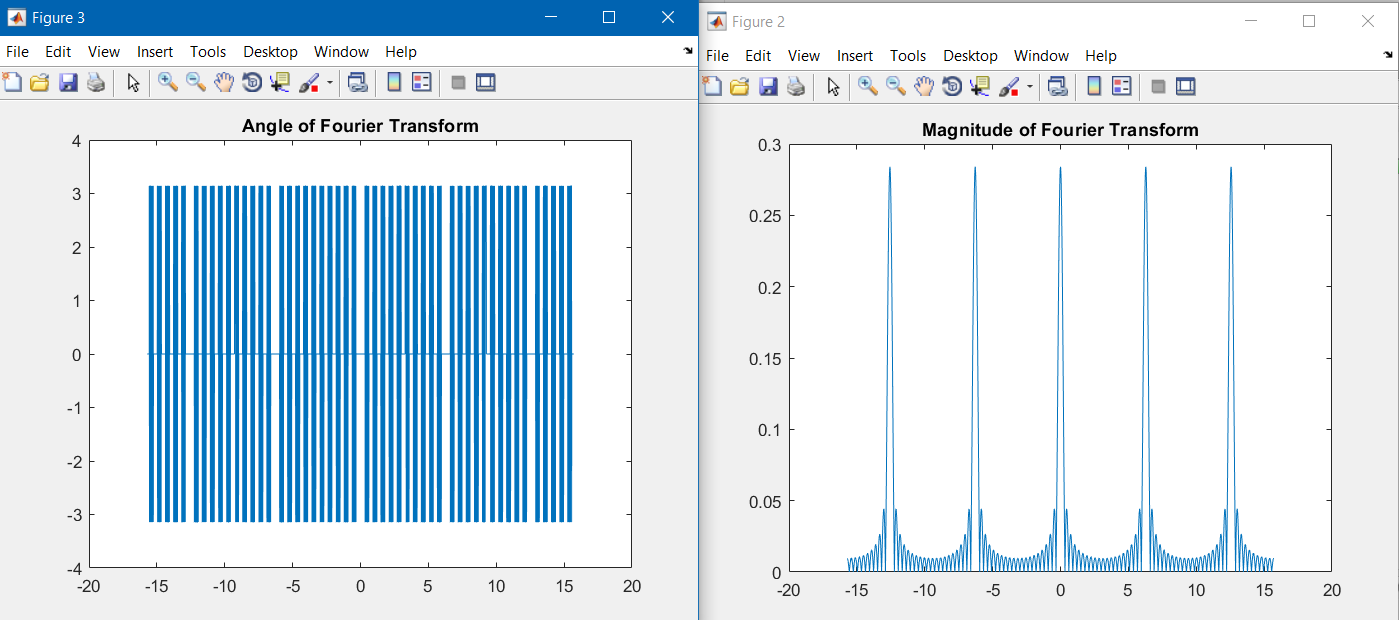 Figure 3
File Edit View Insert Tools Desktop Window Help
Angle of Fourier Transform
4
3
2
1
0
-1
-2
-3
-4
-20 -15 -10 -5 0 5 10 15 20
Figure 2
File Edit View Insert Tools Desktop Window Help
Magnitude of Fourier Transform
0.3
0.25
0.2
0.15
0.1
0.05
0
-20 -15 -10 -5 0 5 10 15 20